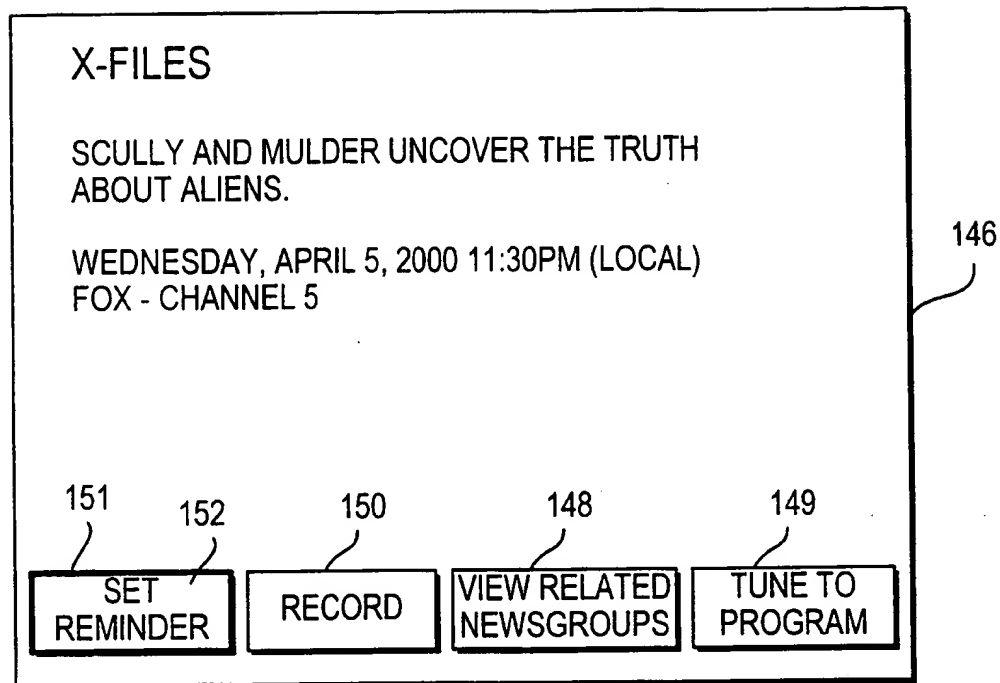 X-FILES
SCULLY AND MULDER UNCOVER THE TRUTH
ABOUT ALIENS.
WEDNESDAY, APRIL 5, 2000 11:30PM (LOCAL)
FOX - CHANNEL 5
146
151
152
150
148
149
SET
REMINDER
RECORD
VIEW RELATED
NEWSGROUPS
TUNE TO
PROGRAM